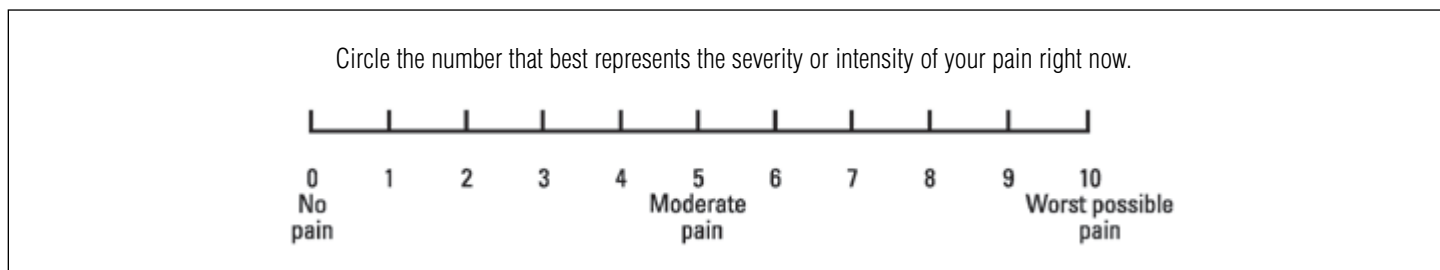 Circle the number that best represents the severity or intensity of your pain right now.
0 1 2 3 4 5 6 7 8 9 10
No Moderate Worst possible
pain pain pain